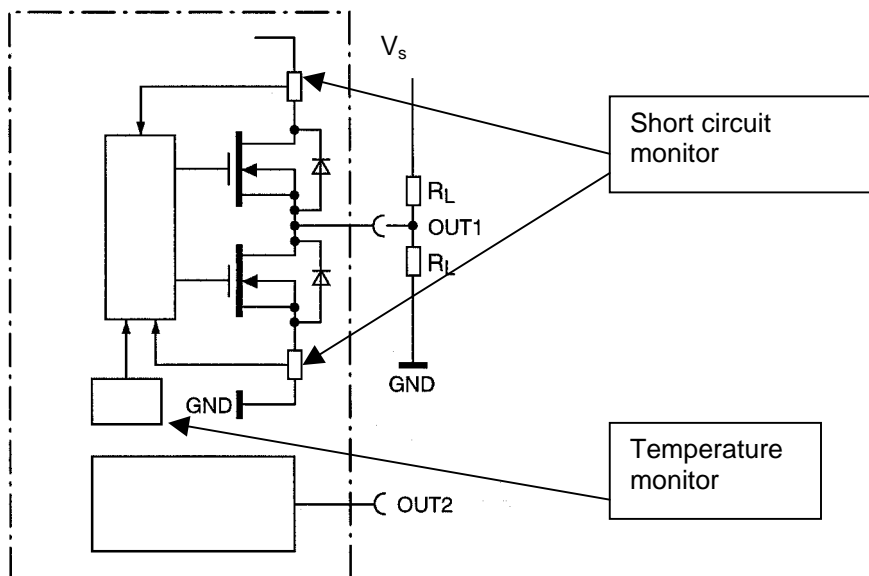 Vs
Short circuit
monitor
RL
OUT1
RL
GND
GND
Temperature
monitor
OUT2